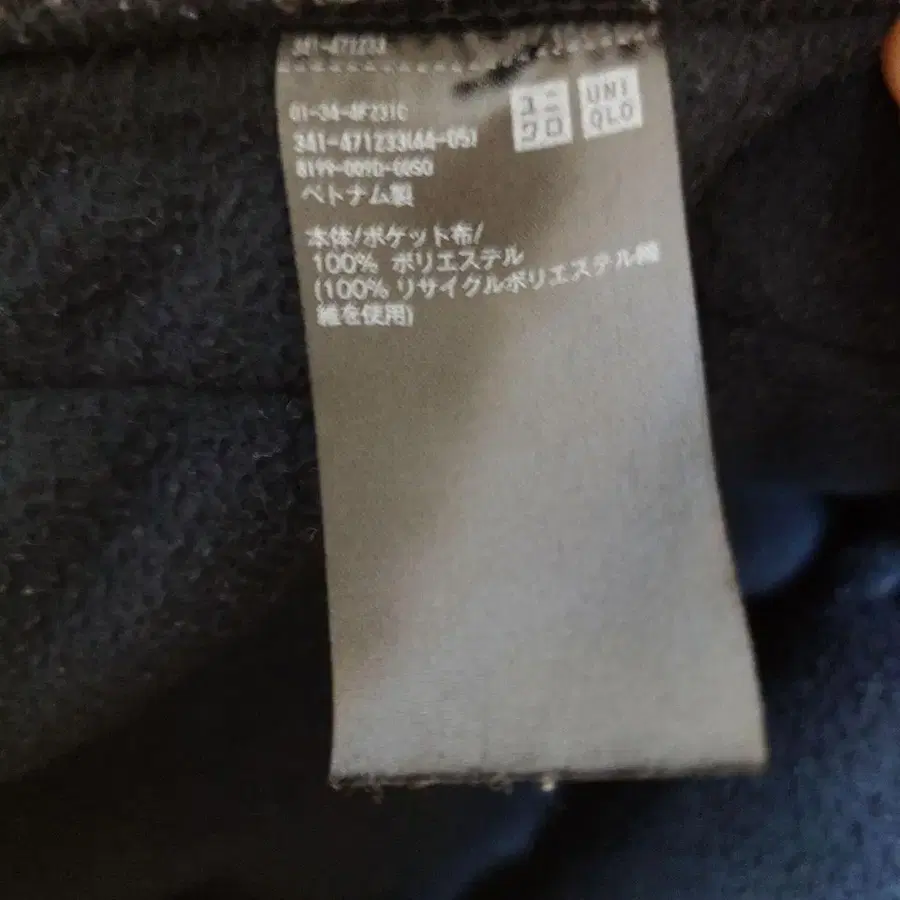 341-471233
ユニ
クロ
UNI
QLO
01-34-4F231C
341-471233(44-05)
ベトナム製
本体/ポケット布/
100% ポリエステル
(100% リサイクルポリエステル繊
維を使用)